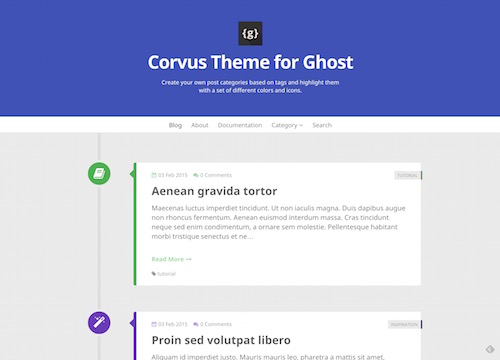 {g}
Corvus Theme for Ghost
Create your own post categories based on tags and highlight them
with a set of different colors and icons.
Blog About Documentation Category Search
03 Feb 2015 0 Comments
TUTORIAL
Aenean gravida tortor
Maecenas luctus imperdiet tincidunt. Ut non iaculis magna. Duis dapibus augue
non rhoncus fermentum. Aenean euismod interdum massa. Cras tincidunt
neque sed enim condimentum, a ornare sem molestie. Pellentesque habitant
morbi tristique senectus et ne...
Read More
tutorial
03 Feb 2015 0 Comments
INSPIRATION
Proin sed volutpat libero
Aliquam id imperdiet justo. Mauris mauris leo, pharetra a mattis sit amet,